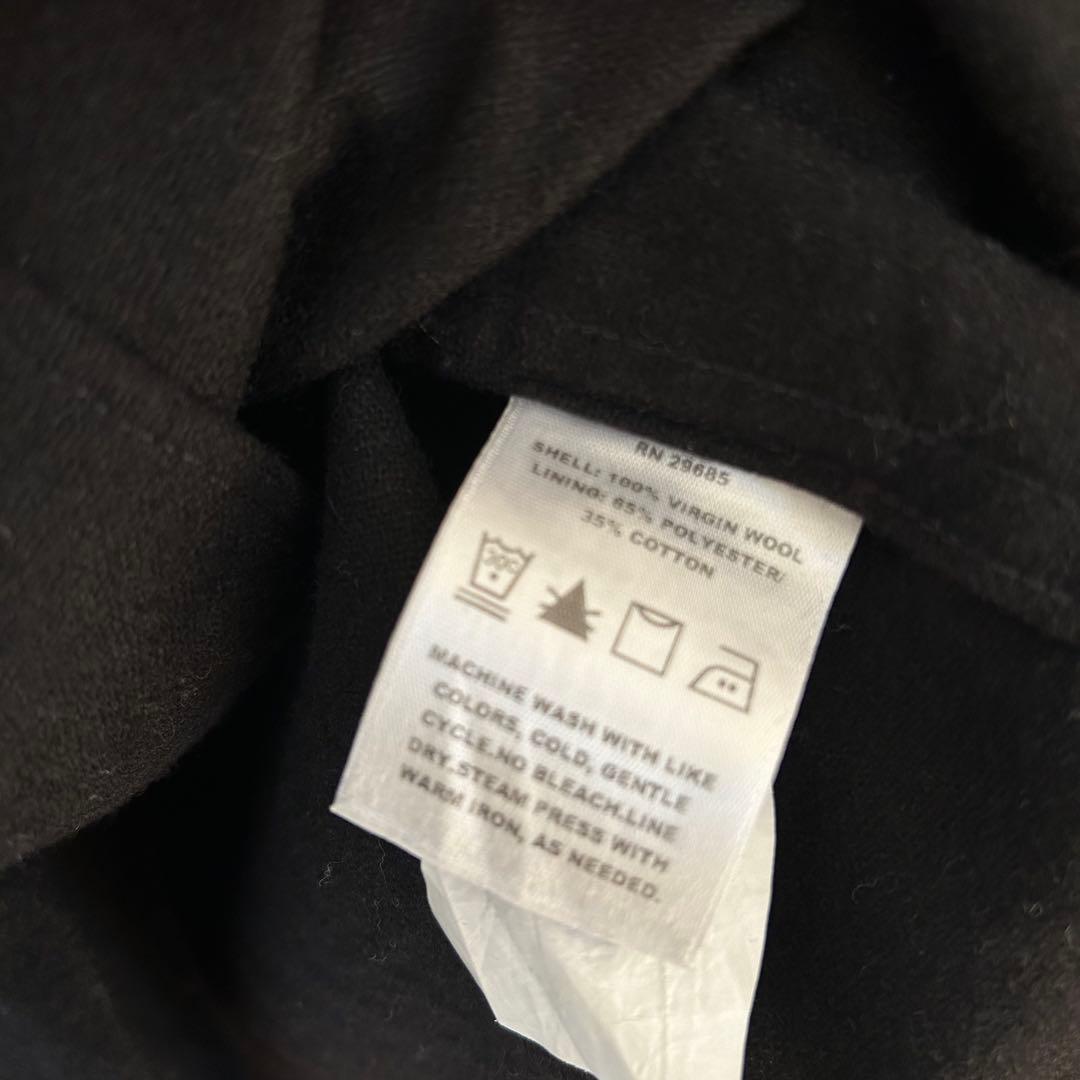 RN 29685
SHELL: 100% VIRGIN WOOL
LINING: 65% POLYESTER/
35% COTTON
30C
MACHINE WASH WITH LIKE
COLORS, COLD, GENTLE
CYCLE.NO BLEACH.LINE
DRY.STEAM PRESS WITH
WARM IRON, AS NEEDED.